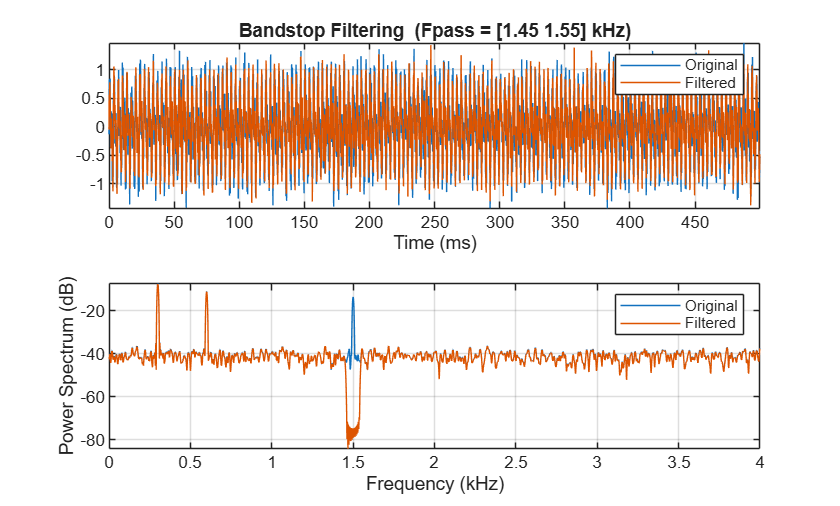 Bandstop Filtering  (Fpass = [1.45 1.55] kHz)
Original
Filtered
1
0.5
0
-0.5
-1
0 50 100 150 200 250 300 350 400 450
Time (ms)
Power Spectrum (dB)
Original
Filtered
-20
-40
-60
-80
0 0.5 1 1.5 2 2.5 3 3.5 4
Frequency (kHz)